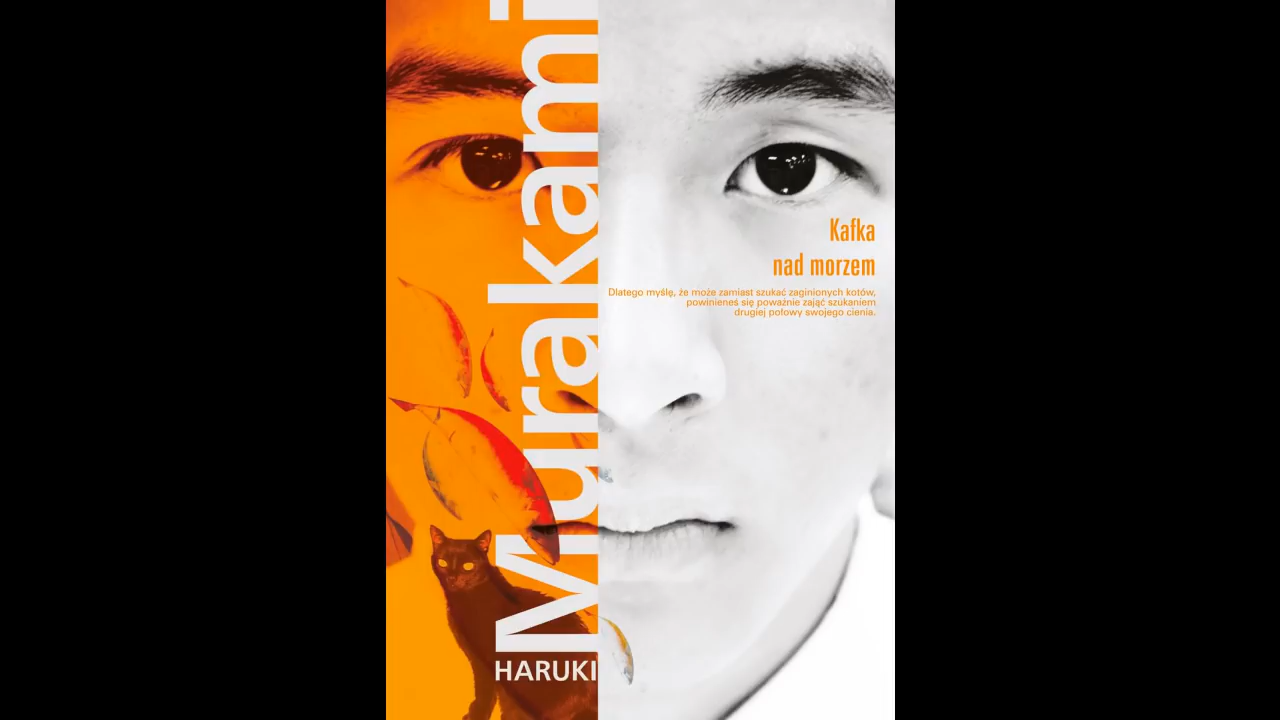 HARUKI
Murakami
Kafka
nad morzem
Dlatego myślę, że może zamiast szukać zaginionych kotów,
powinieneś się poważnie zająć szukaniem
drugiej połowy swojego cienia.